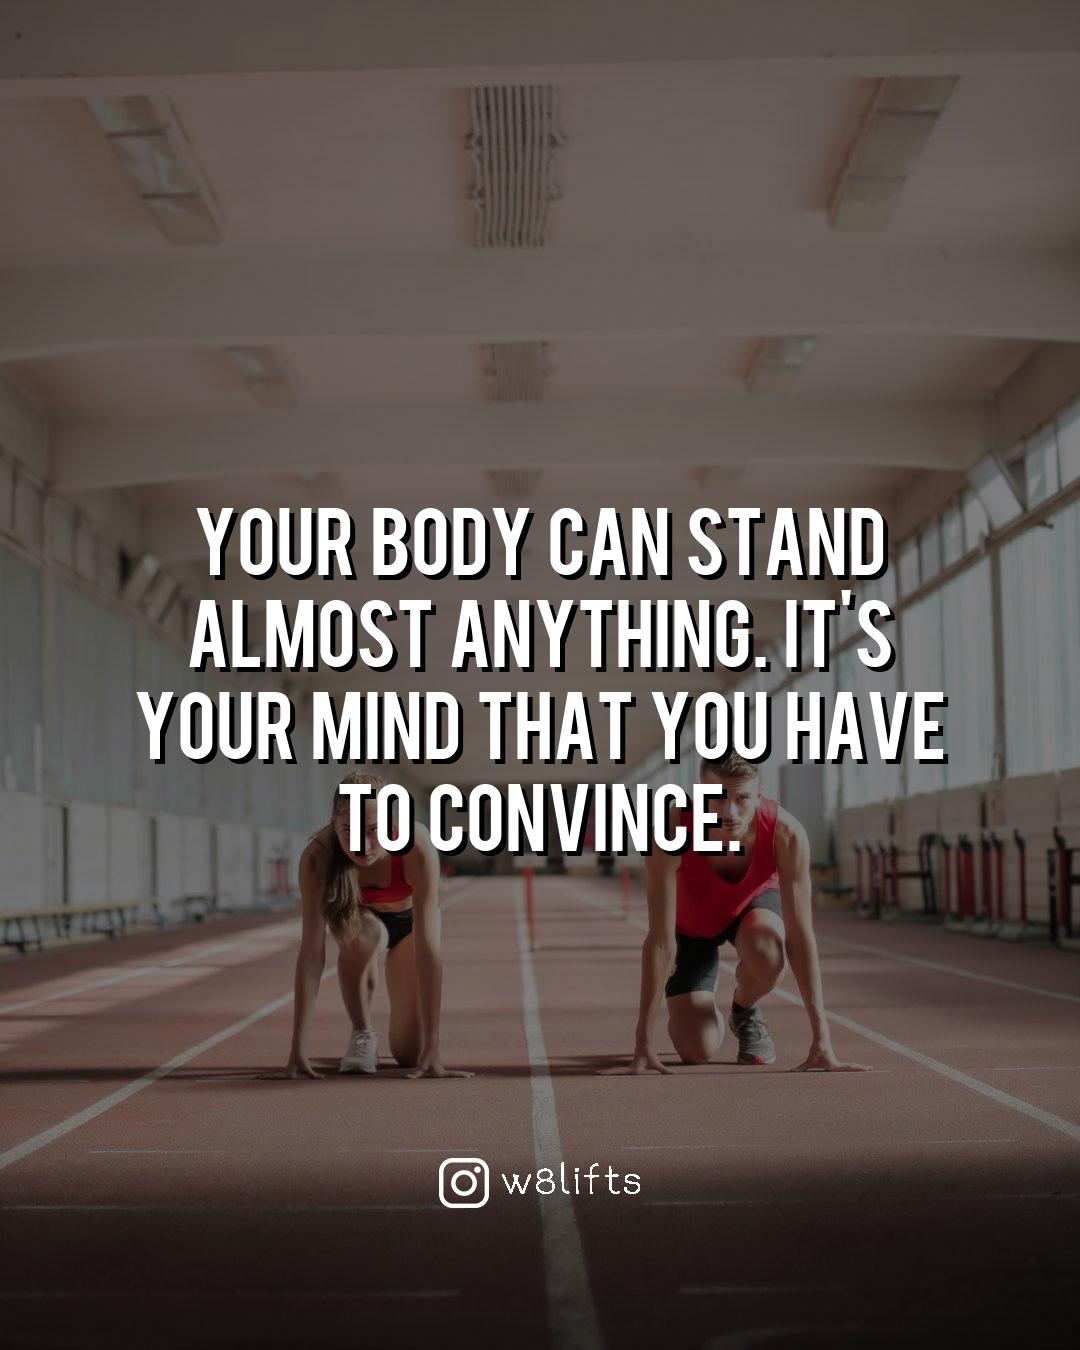 YOUR BODY CAN STAND
ALMOST ANYTHING. IT'S
YOUR MIND THAT YOU HAVE
TO CONVINCE.
w8lifts